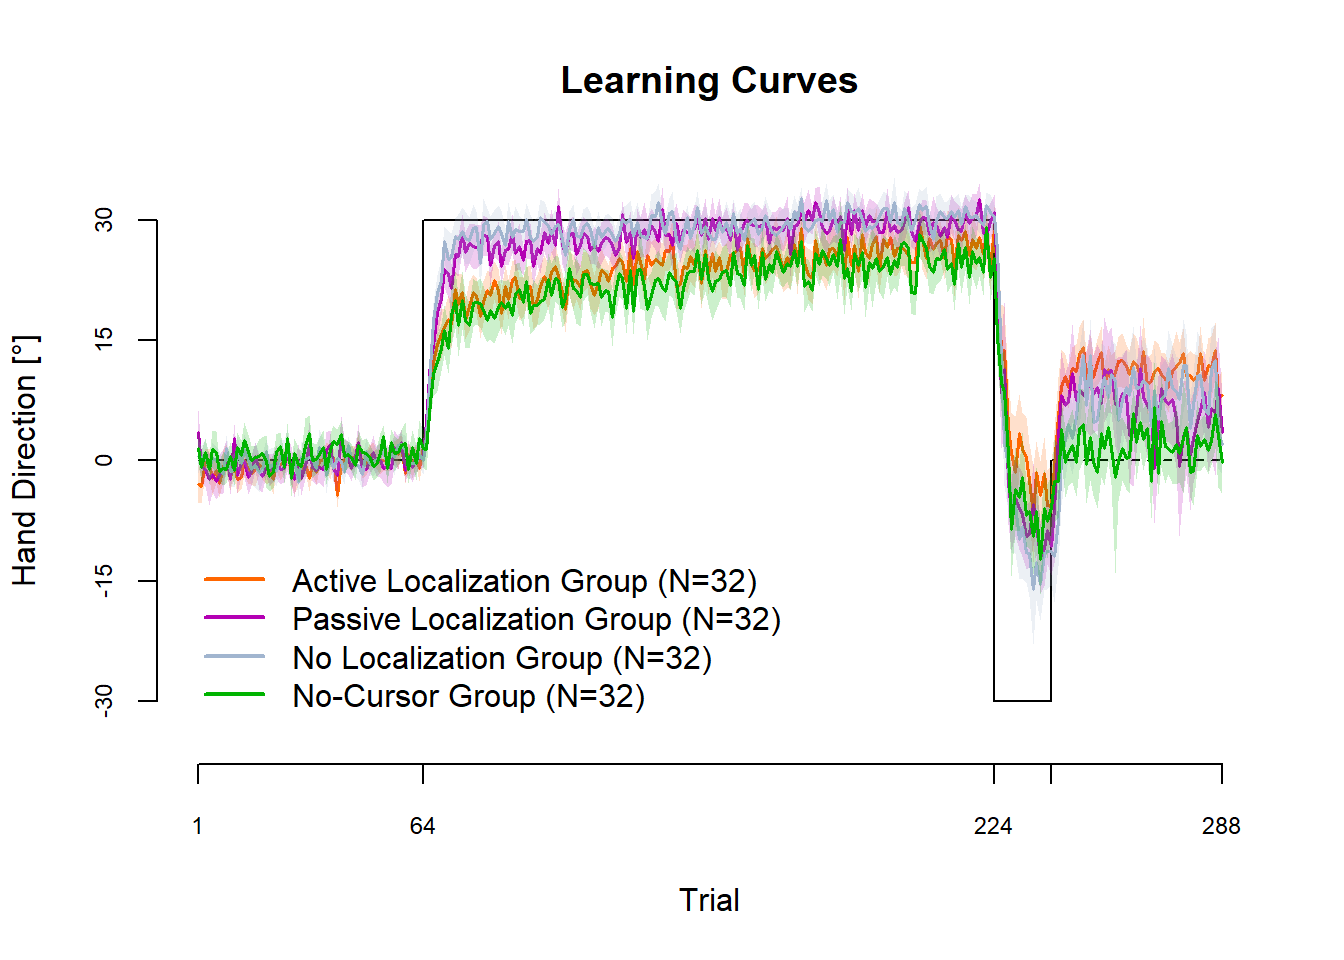 Learning Curves
Hand Direction [°]
30
15
0
-15
-30
Active Localization Group (N=32)
Passive Localization Group (N=32)
No Localization Group (N=32)
No-Cursor Group (N=32)
1 64 224 288
Trial